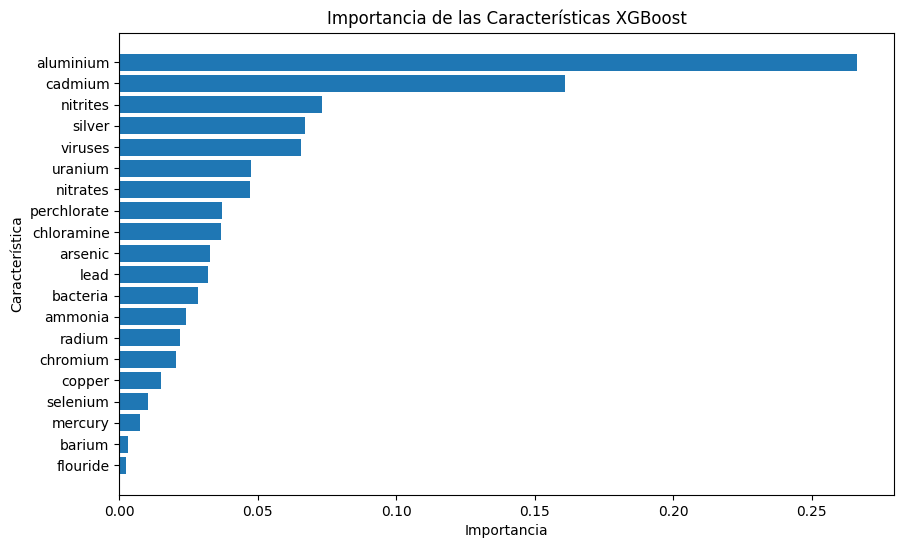 Importancia de las Características XGBoost
Característica
aluminium
cadmium
nitrites
silver
viruses
uranium
nitrates
perchlorate
chloramine
arsenic
lead
bacteria
ammonia
radium
chromium
copper
selenium
mercury
barium
flouride
0.00 0.05 0.10 0.15 0.20 0.25
Importancia